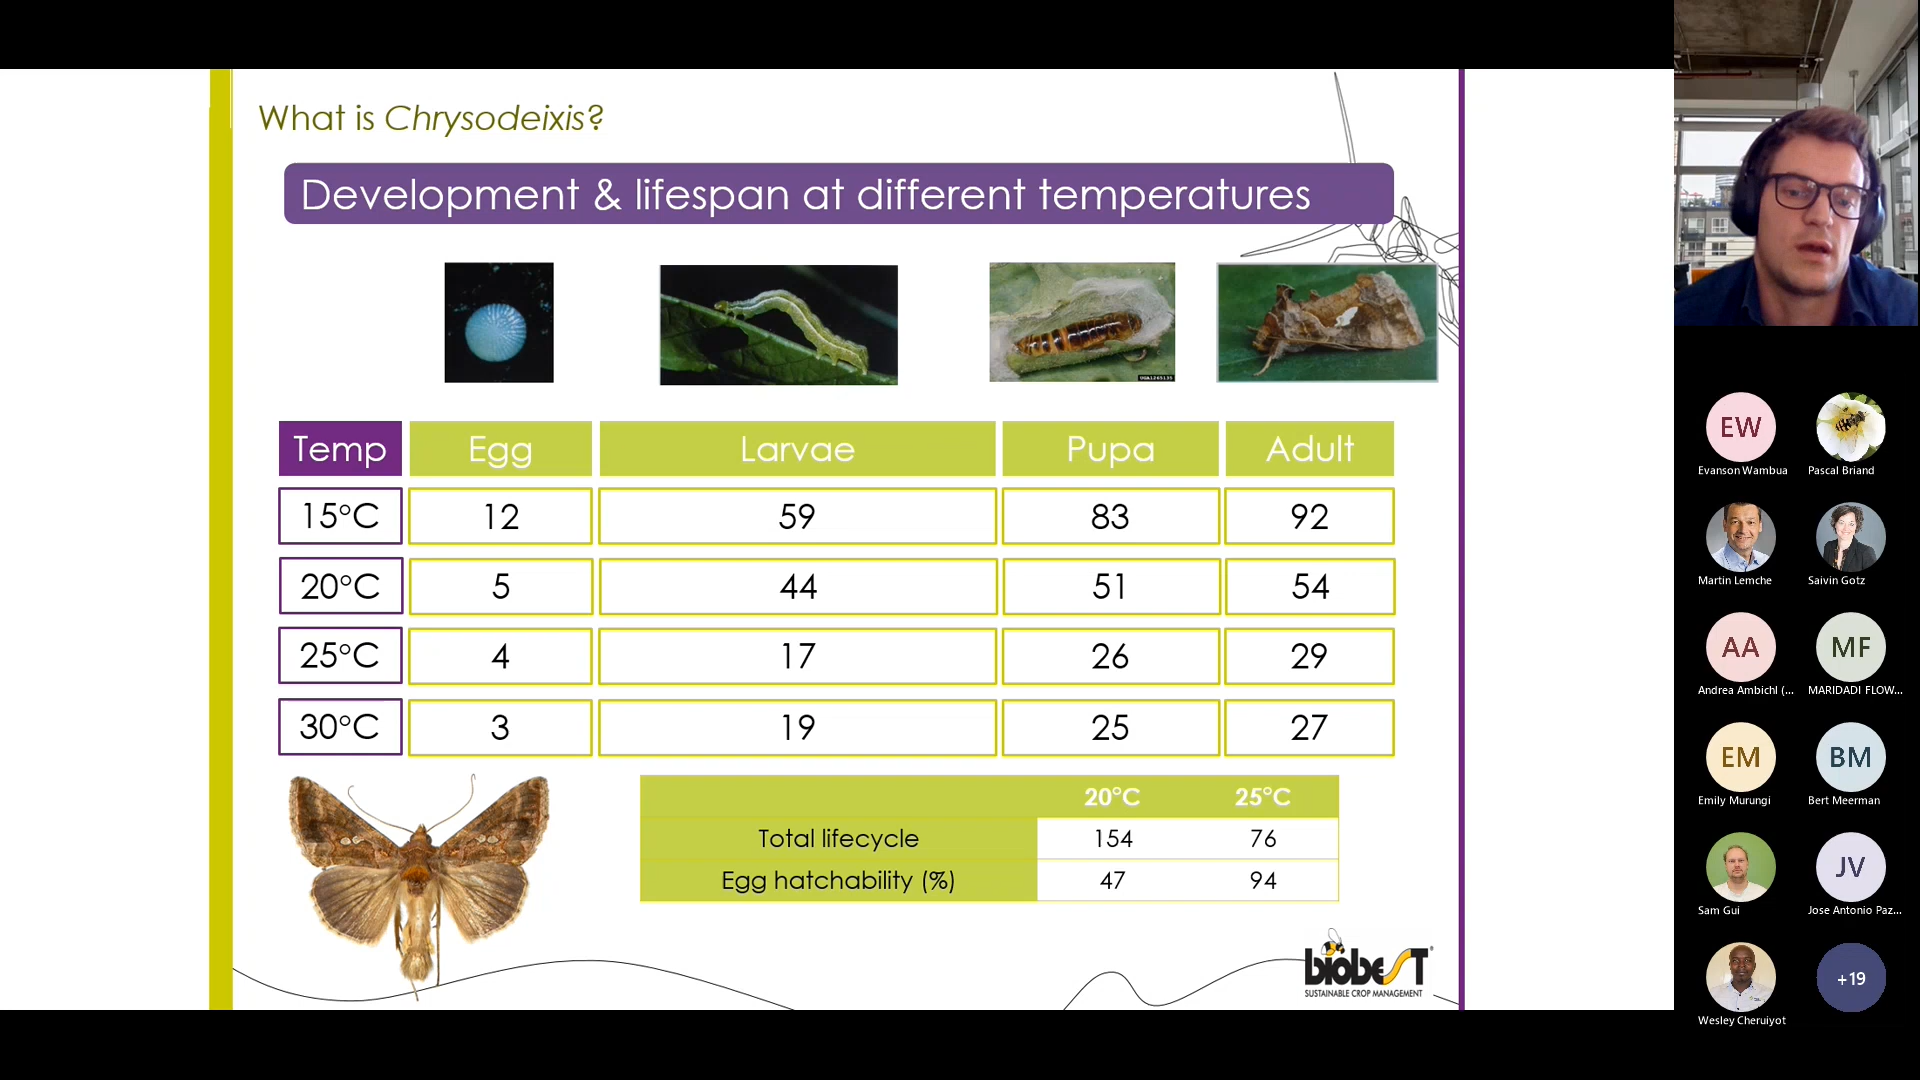 What is Chrysodeixis?
Development & lifespan at different temperatures
UGA1265135
Temp Egg Larvae Pupa Adult
15°C 12 59 83 92
20°C 5 44 51 54
25°C 4 17 26 29
30°C 3 19 25 27
20°C 25°C
Total lifecycle 154 76
Egg hatchability (%) 47 94
biobesT®
SUSTAINABLE CROP MANAGEMENT
EW
Evanson Wambua
Pascal Briand
Martin Lemche
Saivin Gotz
AA MF
Andrea Ambichl (...
MARIDADI FLOW...
EM BM
Emily Murungi
Bert Meerman
JV
Sam Gui
Jose Antonio Paz...
+19
Wesley Cheruiyot